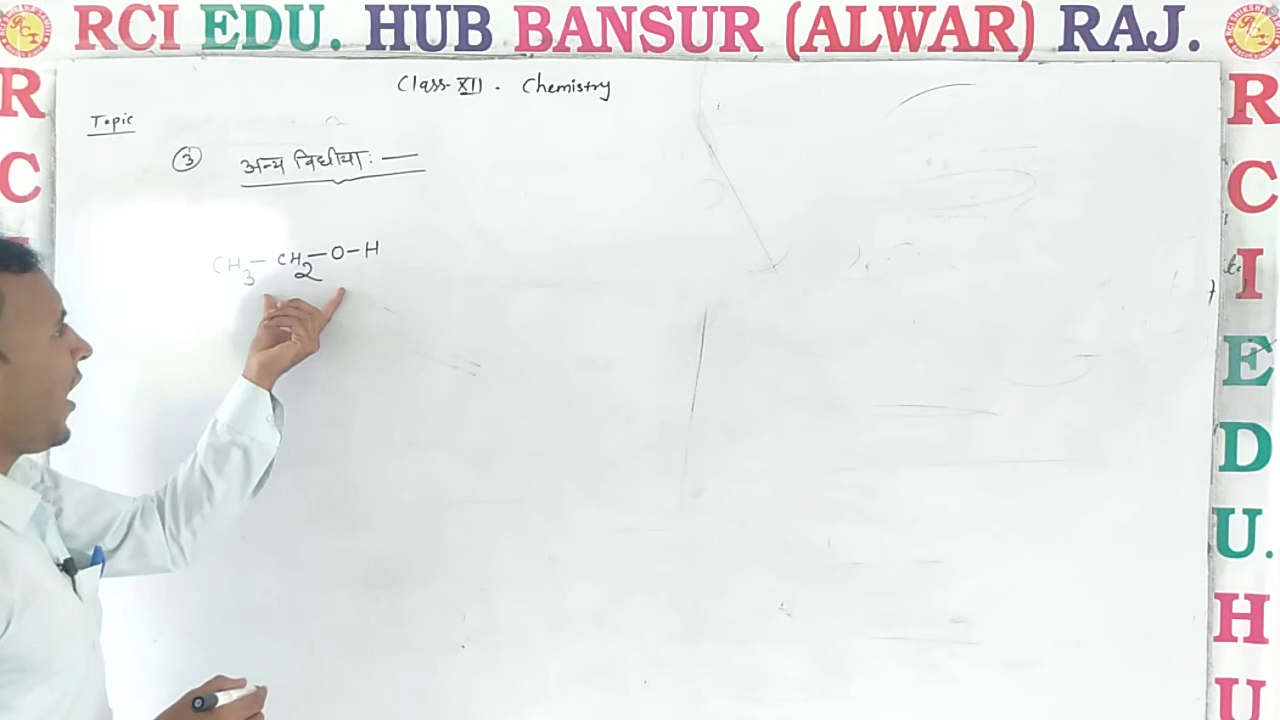 RCI EDU. HUB BANSUR (ALWAR) RAJ.
Class-XII . Chemistry
Topic
③ अन्य विधीया : —
CH3 — CH2 — O — H
R
C
I
R
C
I
E
D
U.
H
U